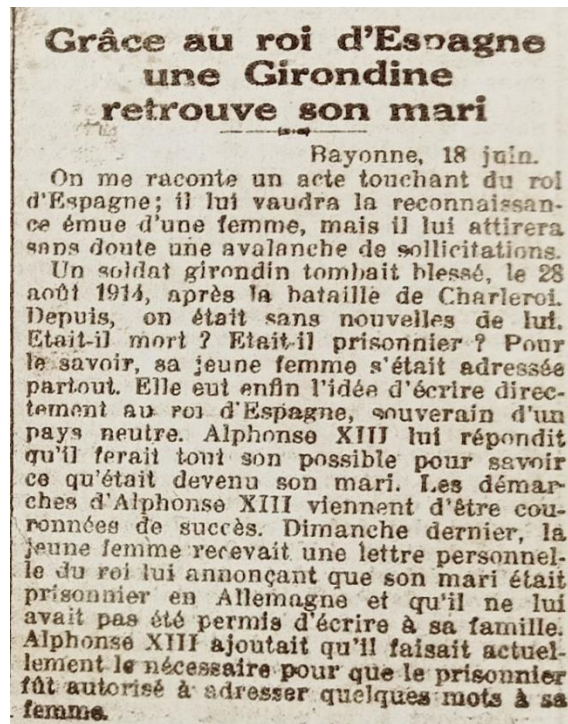 Grâce au roi d'Espagne
une Girondine
retrouve son mari
Bayonne, 18 juin.
On me raconte un acte touchant du roi
d'Espagne; il lui vaudra la reconnaissan-
ce émue d'une femme, mais il lui attirera
sans doute une avalanche de sollicitations.
Un soldat girondin tombait blessé, le 28
août 1914, après la bataille de Charleroi.
Depuis, on était sans nouvelles de lui.
Etait-il mort ? Etait-il prisonnier ? Pour
le savoir, sa jeune femme s'était adressée
partout. Elle eut enfin l'idée d'écrire direc-
tement au roi d'Espagne, souverain d'un
pays neutre. Alphonse XIII lui répondit
qu'il ferait tout son possible pour savoir
ce qu'était devenu son mari. Les démar-
ches d'Alphonse XIII viennent d'être cou-
ronnées de succès. Dimanche dernier, la
jeune femme recevait une lettre personnel-
le du roi lui annonçant que son mari était
prisonnier en Allemagne et qu'il ne lui
avait pas été permis d'écrire à sa famille.
Alphonse XIII ajoutait qu'il faisait actuel-
lement le nécessaire pour que le prisonnier
fût autorisé à adresser quelques mots à sa
femme.